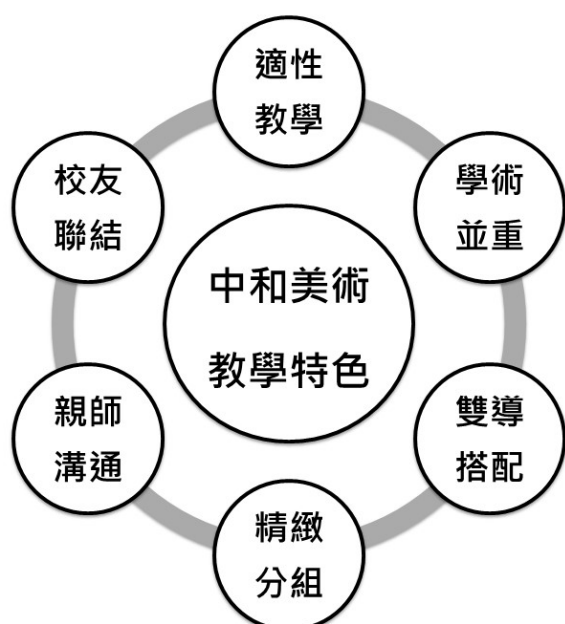 中和美術
教學特色
適性
教學
學術
並重
雙導
搭配
精緻
分組
親師
溝通
校友
聯結